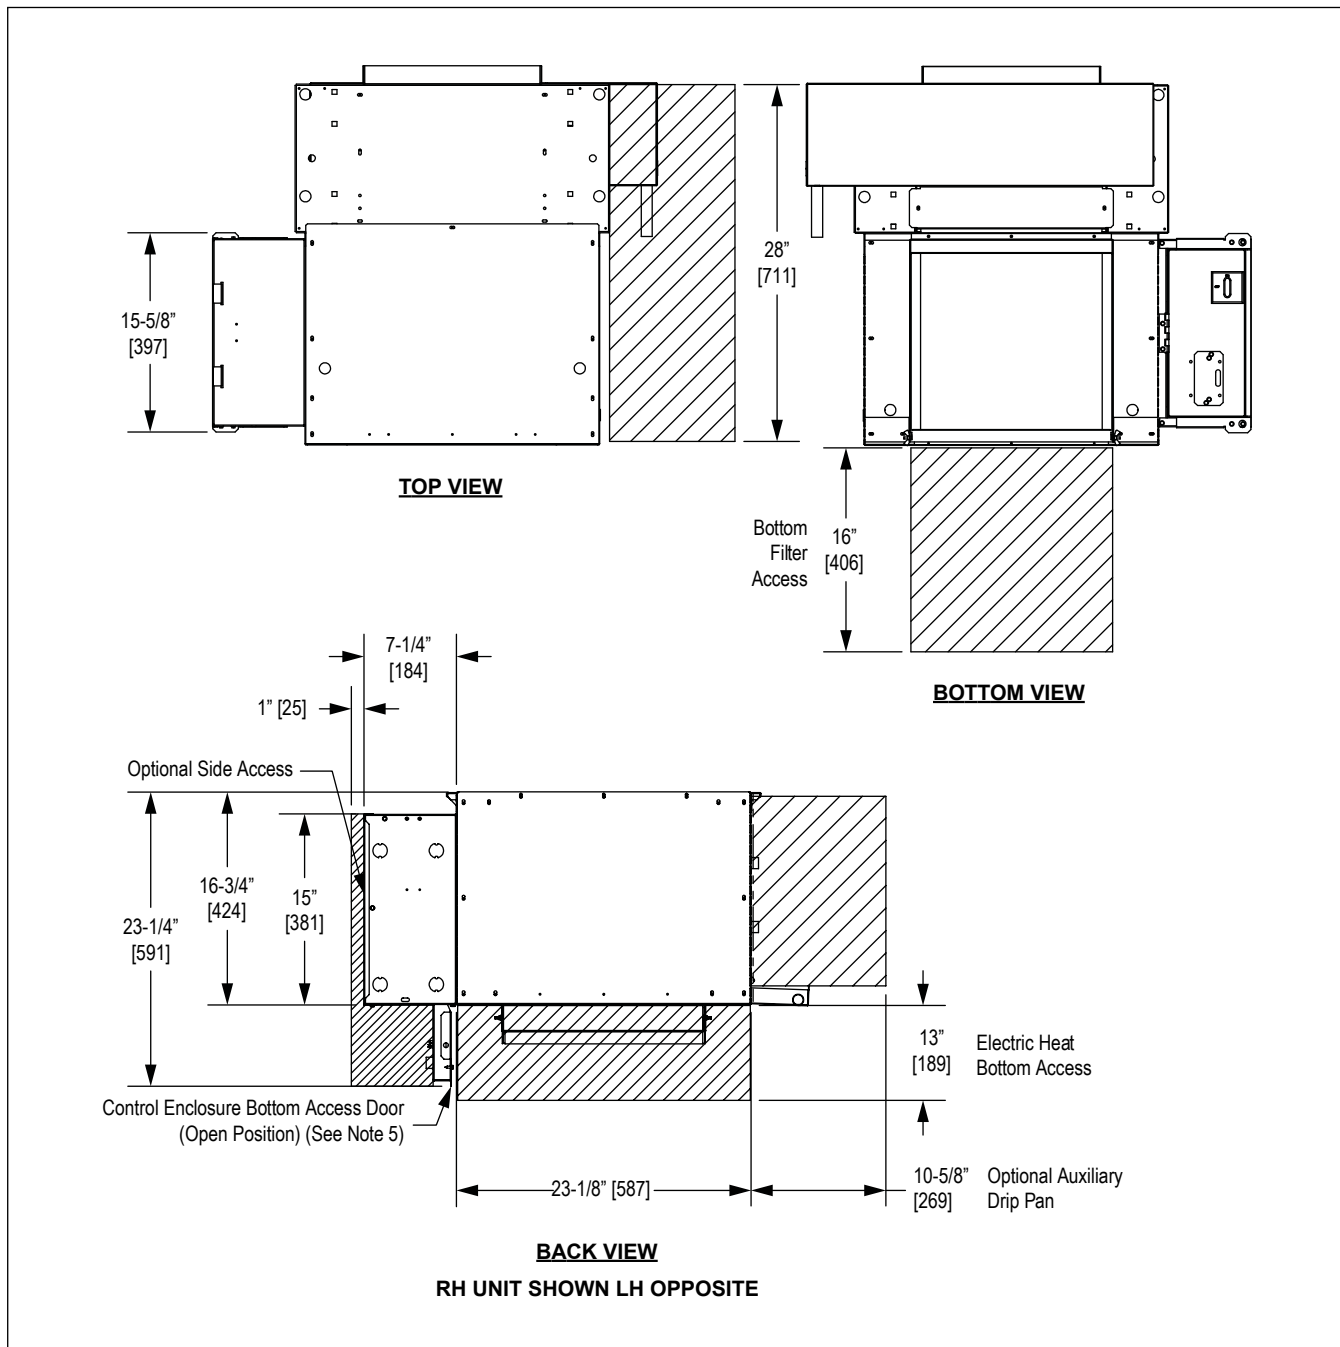 15-5/8”
[397]
TOP VIEW
28”
[711]
Bottom
Filter
Access
16”
[406]
BOTTOM VIEW
7-1/4”
[184]
1” [25]
Optional Side Access
16-3/4”
[424]
15”
[381]
23-1/4”
[591]
13”
[189]
Electric Heat
Bottom Access
Control Enclosure Bottom Access Door
(Open Position) (See Note 5)
23-1/8” [587]
10-5/8”
[269]
Optional Auxiliary
Drip Pan
BACK VIEW
RH UNIT SHOWN LH OPPOSITE